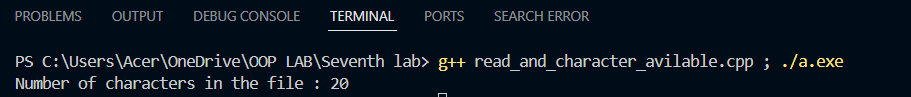 PROBLEMS OUTPUT DEBUG CONSOLE TERMINAL PORTS SEARCH ERROR
PS C:\Users\Acer\OneDrive\OOP LAB\Seventh lab> g++ read_and_character_avilable.cpp ; ./a.exe
Number of characters in the file : 20